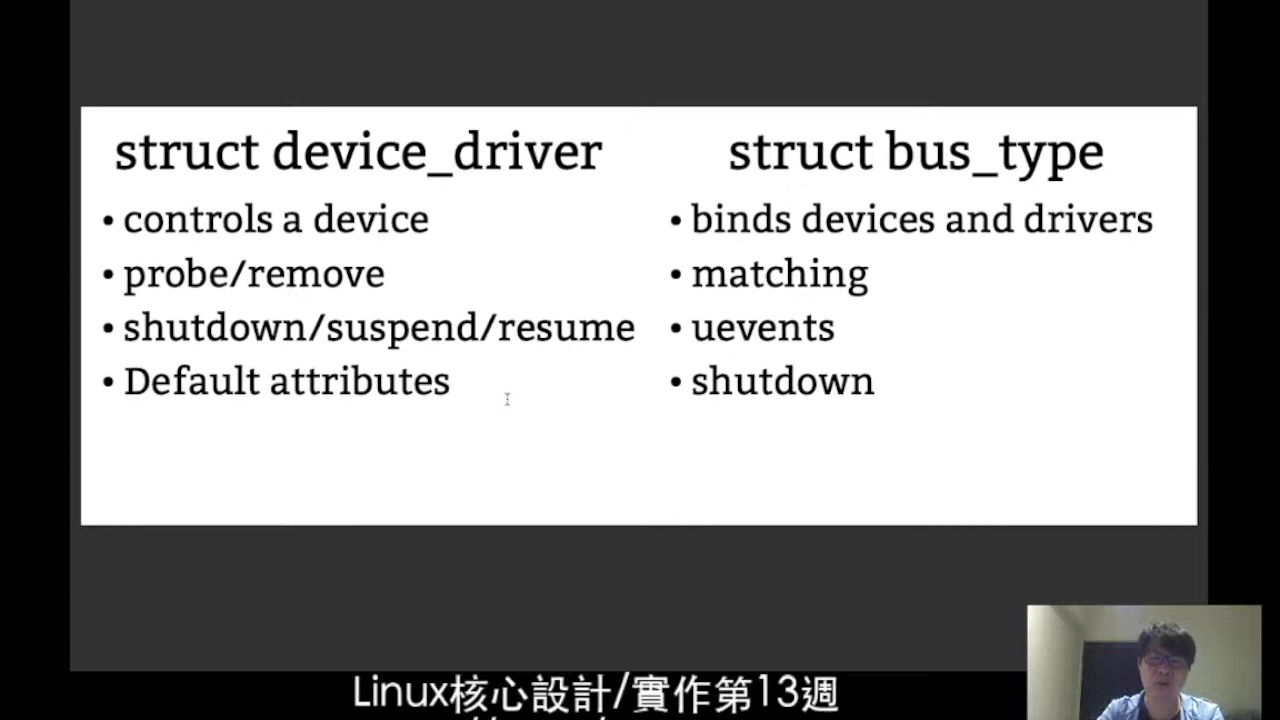 struct device_driver
• controls a device
• probe/remove
• shutdown/suspend/resume
• Default attributes
struct bus_type
• binds devices and drivers
• matching
• uevents
• shutdown
Linux核心設計/實作第13週